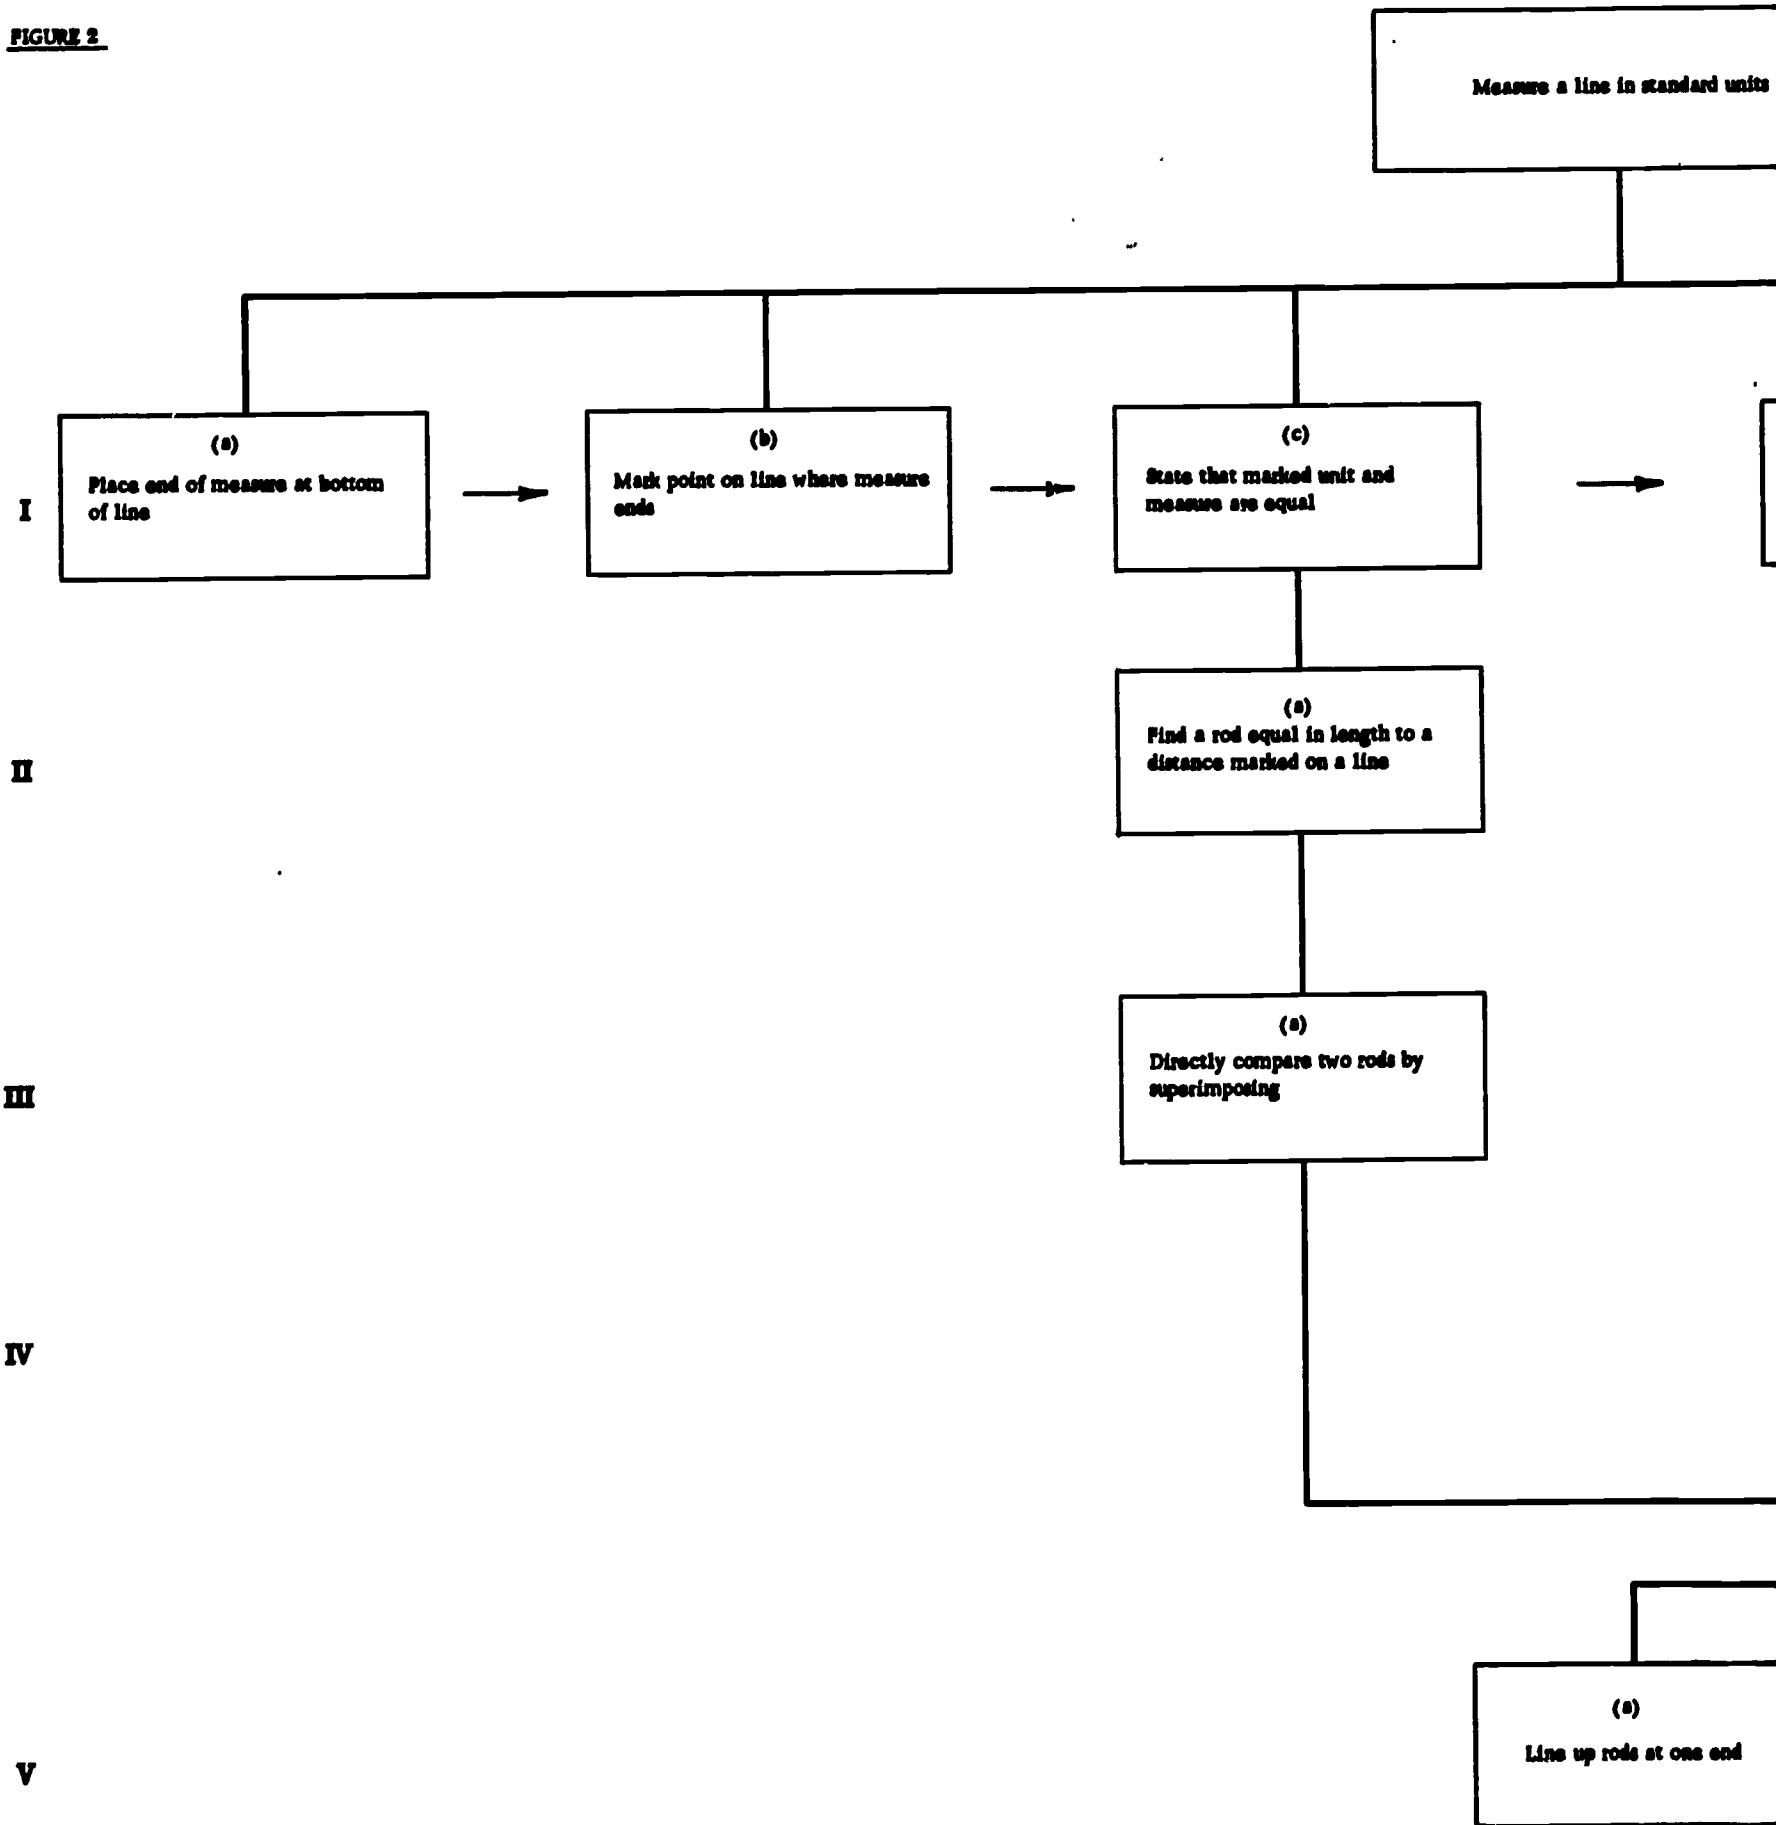 FIGURE 2
Measure a line in standard units
I
(a)
Place end of measure at bottom
of line
(b)
Mark point on line where measure
ends
(c)
State that marked unit and
measure are equal
II
(a)
Find a rod equal in length to a
distance marked on a line
III
(a)
Directly compare two rods by
superimposing
IV
V
(a)
Line up rods at one end